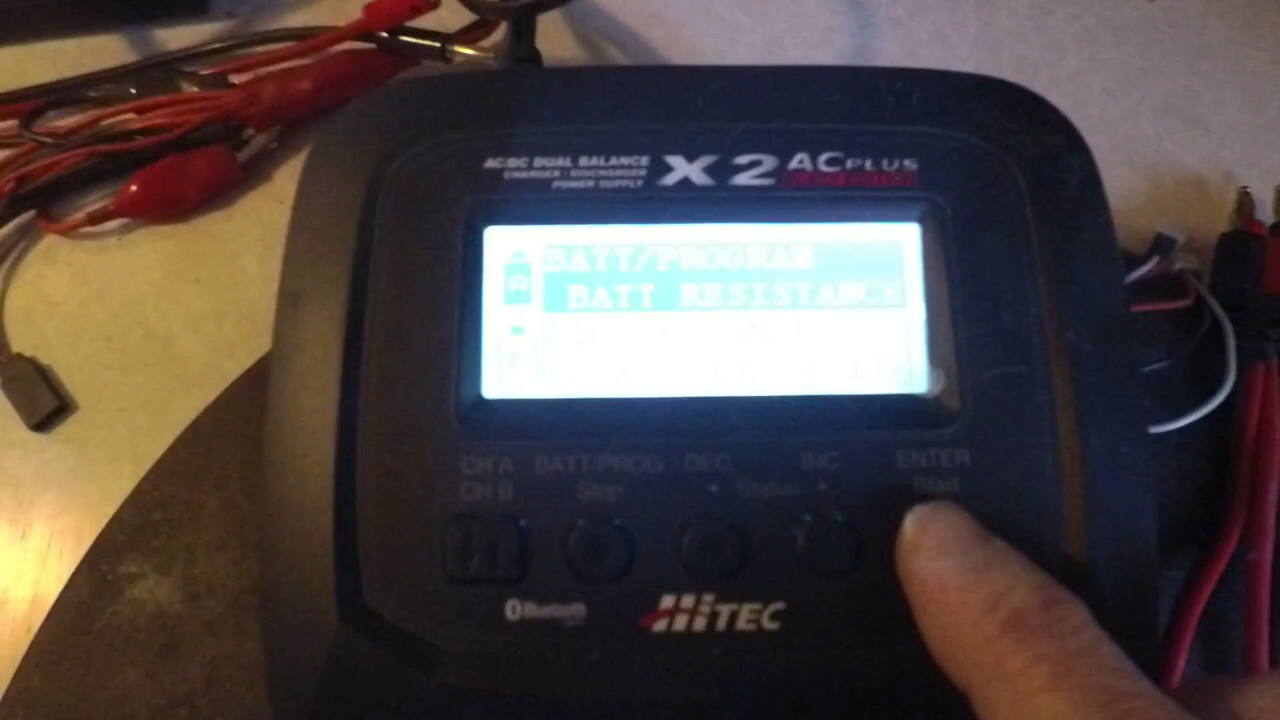 AC/DC DUAL BALANCE
CHARGER / DISCHARGER
POWER SUPPLY
X2 AC PLUS
BATT/PROGRAM
BATT RESISTANCE
CH A BATT/PROG DEC. INC. ENTER
CH B Stop Status Start
Bluetooth
HiTEC